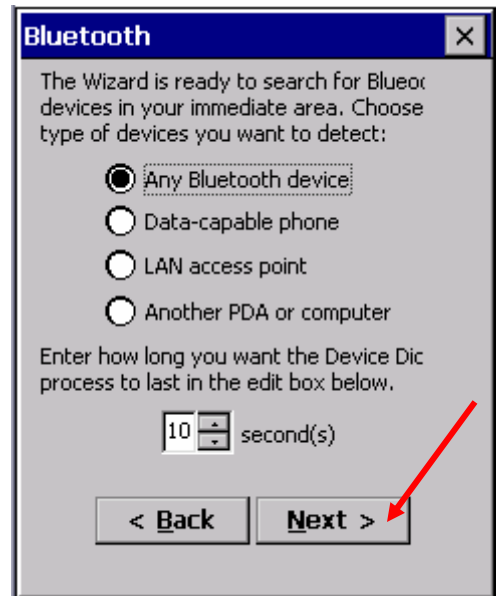 Bluetooth
The Wizard is ready to search for Blueoc
devices in your immediate area. Choose
type of devices you want to detect:
Any Bluetooth device
Data-capable phone
LAN access point
Another PDA or computer
Enter how long you want the Device Dic
process to last in the edit box below.
10 second(s)
< Back Next >